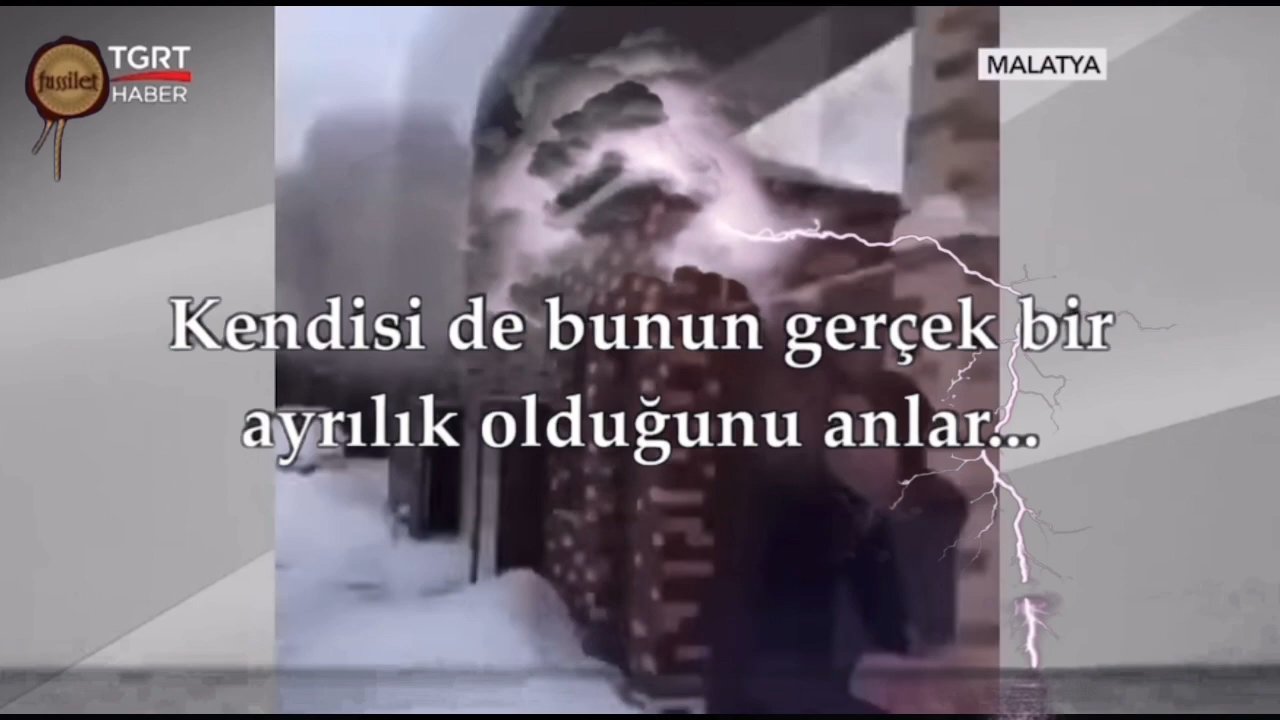 fussilet
TGRT
HABER
MALATYA
Kendisi de bunun gerçek bir
ayrılık olduğunu anlar...